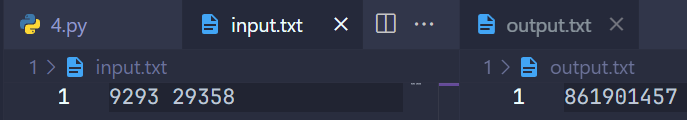 4.py input.txt output.txt
1 > input.txt 1 > output.txt
1 9293 29358 1 861901457